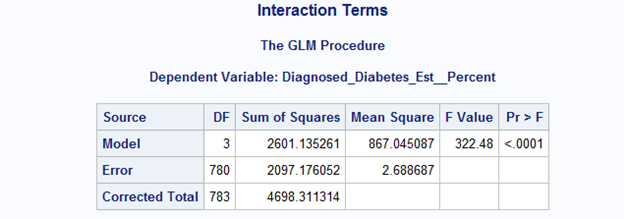 Interaction Terms
The GLM Procedure
Dependent Variable: Diagnosed_Diabetes_Est__Percent
Source DF Sum of Squares Mean Square F Value Pr > F
Model 3 2601.135261 867.045087 322.48 <.0001
Error 780 2097.176052 2.688687
Corrected Total 783 4698.311314